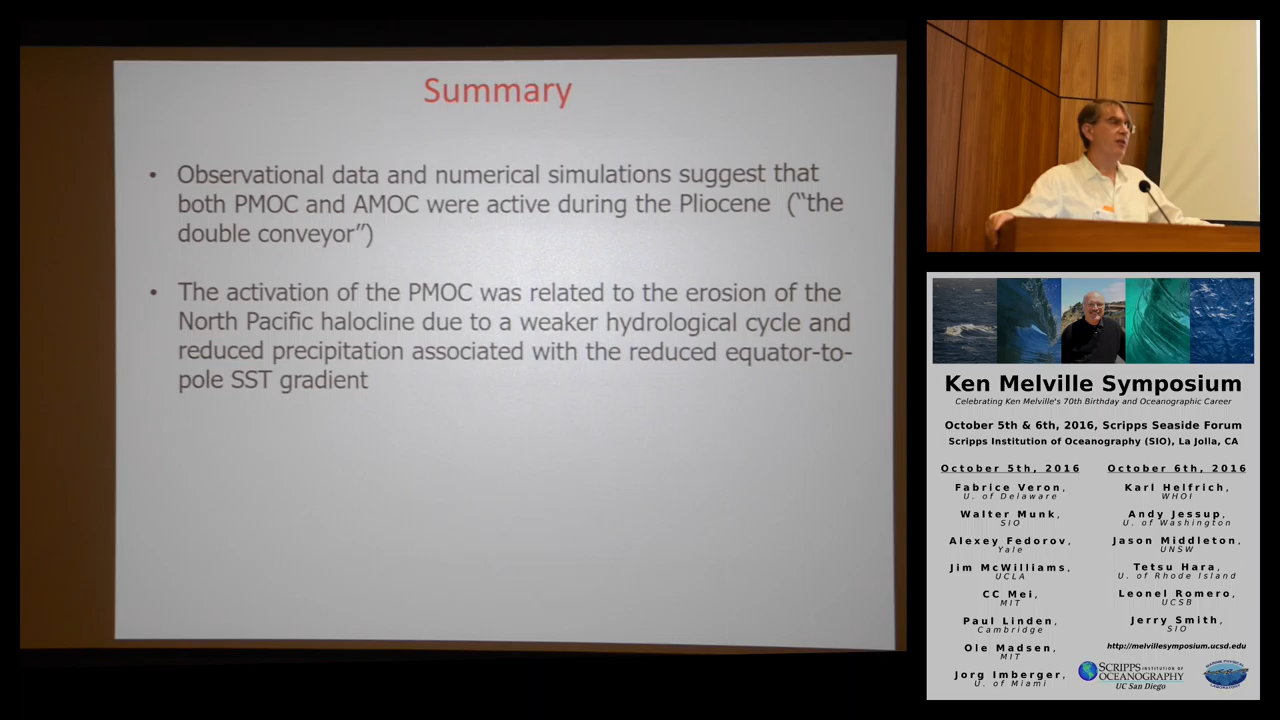 Summary
• Observational data and numerical simulations suggest that
both PMOC and AMOC were active during the Pliocene ("the
double conveyor")
• The activation of the PMOC was related to the erosion of the
North Pacific halocline due to a weaker hydrological cycle and
reduced precipitation associated with the reduced equator-to-
pole SST gradient
Ken Melville Symposium
Celebrating Ken Melville's 70th Birthday and Oceanographic Career
October 5th & 6th, 2016, Scripps Seaside Forum
Scripps Institution of Oceanography (SIO), La Jolla, CA
October 5th, 2016
Fabrice Veron,
U. of Delaware
Walter Munk,
SIO
Alexey Fedorov,
Yale
Jim McWilliams,
UCLA
CC Mei,
MIT
Paul Linden,
Cambridge
Ole Madsen,
MIT
Jorg Imberger,
U. of Miami
October 6th, 2016
Karl Helfrich,
WHOI
Andy Jessup,
U. of Washington
Jason Middleton,
UNSW
Tetsu Hara,
U. of Rhode Island
Leonel Romero,
UCSB
Jerry Smith,
SIO
http://melvillesymposium.ucsd.edu
SCRIPPS INSTITUTION OF
OCEANOGRAPHY
UC San Diego